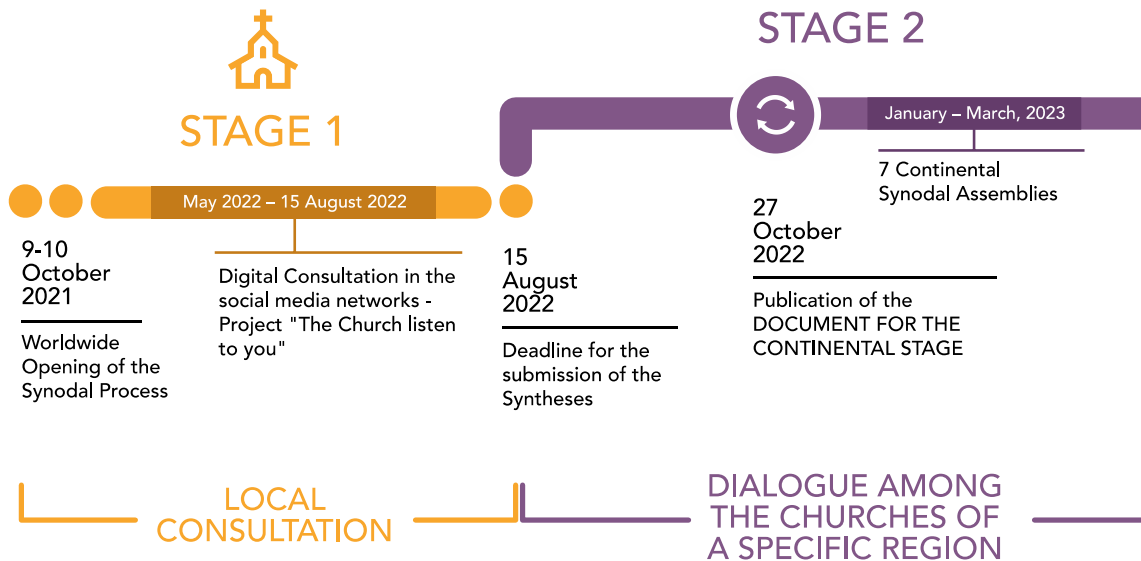 STAGE 1
May 2022 – 15 August 2022
9-10
October
2021
Worldwide
Opening of the
Synodal Process
Digital Consultation in the
social media networks -
Project "The Church listen
to you"
15
August
2022
Deadline for the
submission of the
Syntheses
LOCAL
CONSULTATION
STAGE 2
January – March, 2023
7 Continental
Synodal Assemblies
27
October
2022
Publication of the
DOCUMENT FOR THE
CONTINENTAL STAGE
DIALOGUE AMONG
THE CHURCHES OF
A SPECIFIC REGION